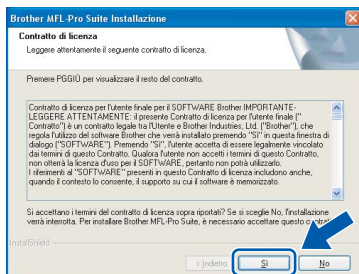 Brother MFL-Pro Suite Installazione
Contratto di licenza
Leggere attentamente il seguente contratto di licenza.
Premere PGGIÙ per visualizzare il resto del contratto.
Contratto di licenza per l'utente finale per il SOFTWARE Brother IMPORTANTE-
LEGGERE ATTENTAMENTE: il presente Contratto di licenza per l'utente finale ("
Contratto") è un contratto legale tra l'Utente e Brother Industries, Ltd. ("Brother"), che
regola l'utilizzo del software Brother che verrà installato premendo "Sì" in questa finestra di
dialogo ("SOFTWARE"). Premendo "Sì", l'utente accetta di essere legalmente vincolato
dai termini di questo Contratto. Qualora l'utente non accetti i termini di questo Contratto,
non otterrà la licenza d'uso per il SOFTWARE, pertanto non potrà utilizzarlo.
I riferimenti al "SOFTWARE" presenti in questo Contratto di licenza includono anche,
quando il contesto lo consente, il supporto su cui il software è memorizzato.
Si accettano i termini del contratto di licenza sopra riportati? Se si sceglie No, l'installazione
verrà interrotta. Per installare Brother MFL-Pro Suite, è necessario accettare questo
InstallShield
< Indietro
Sì
No